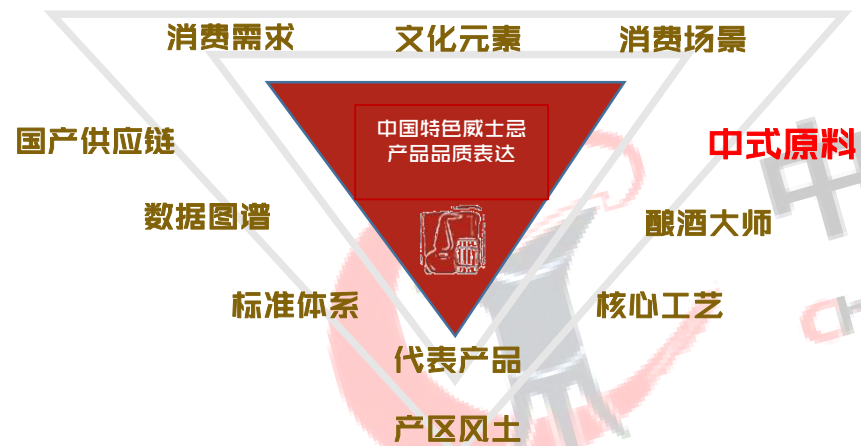 消费需求 文化元素 消费场景
中国特色威士忌
产品品质表达
国产供应链
中式原料
数据图谱
酿酒大师
标准体系
核心工艺
代表产品
产区风土